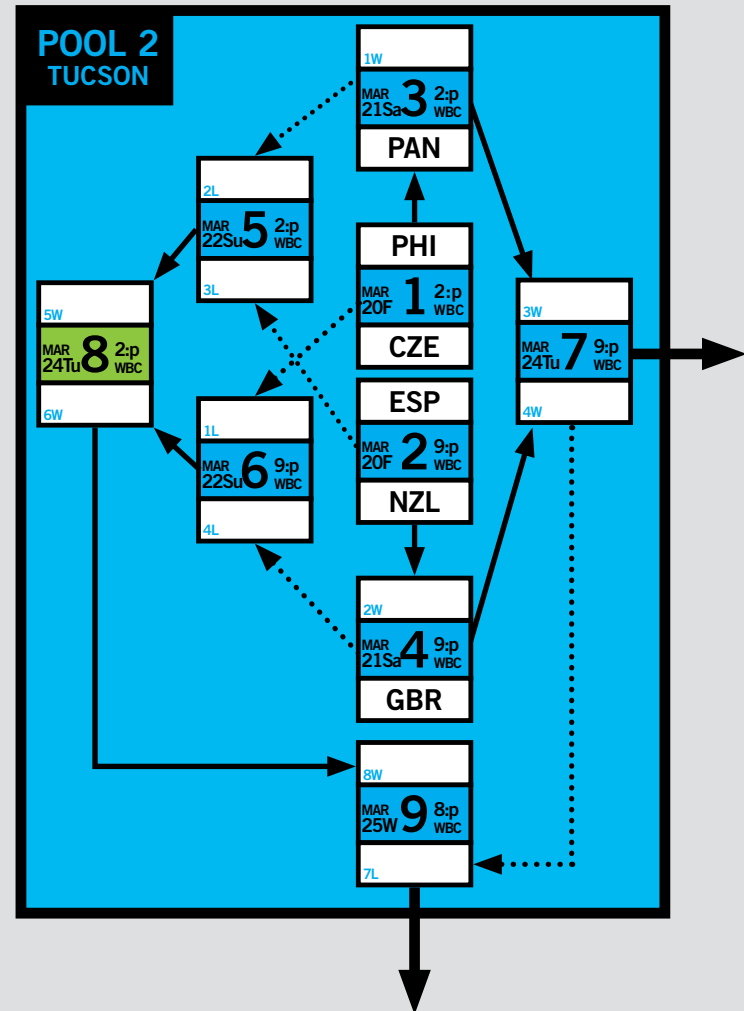 POOL 2
TUCSON
1W
MAR
21Sa
3
2:p
WBC
PAN
2L
MAR
22Su
5
2:p
WBC
3L
PHI
MAR
20F
1
2:p
WBC
CZE
5W
MAR
24Tu
8
2:p
WBC
6W
3W
MAR
24Tu
7
9:p
WBC
4W
ESP
MAR
20F
2
9:p
WBC
NZL
1L
MAR
22Su
6
9:p
WBC
4L
2W
MAR
21Sa
4
9:p
WBC
GBR
8W
MAR
25W
9
8:p
WBC
7L